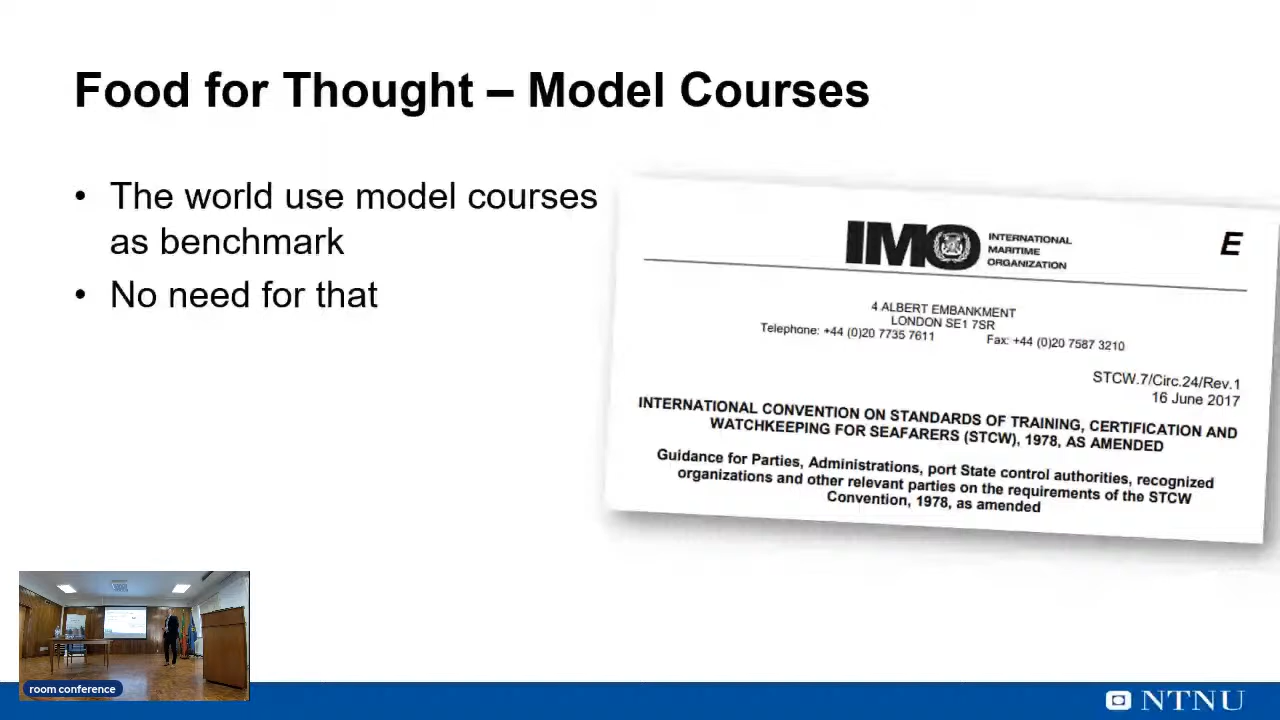 Food for Thought – Model Courses
• The world use model courses
as benchmark
• No need for that
IMO
INTERNATIONAL
MARITIME
ORGANIZATION
E
4 ALBERT EMBANKMENT
LONDON SE1 7SR
Telephone: +44 (0)20 7735 7611 Fax: +44 (0)20 7587 3210
STCW.7/Circ.24/Rev.1
16 June 2017
INTERNATIONAL CONVENTION ON STANDARDS OF TRAINING, CERTIFICATION AND
WATCHKEEPING FOR SEAFARERS (STCW), 1978, AS AMENDED
Guidance for Parties, Administrations, port State control authorities, recognized
organizations and other relevant parties on the requirements of the STCW
Convention, 1978, as amended
room conference
NTNU